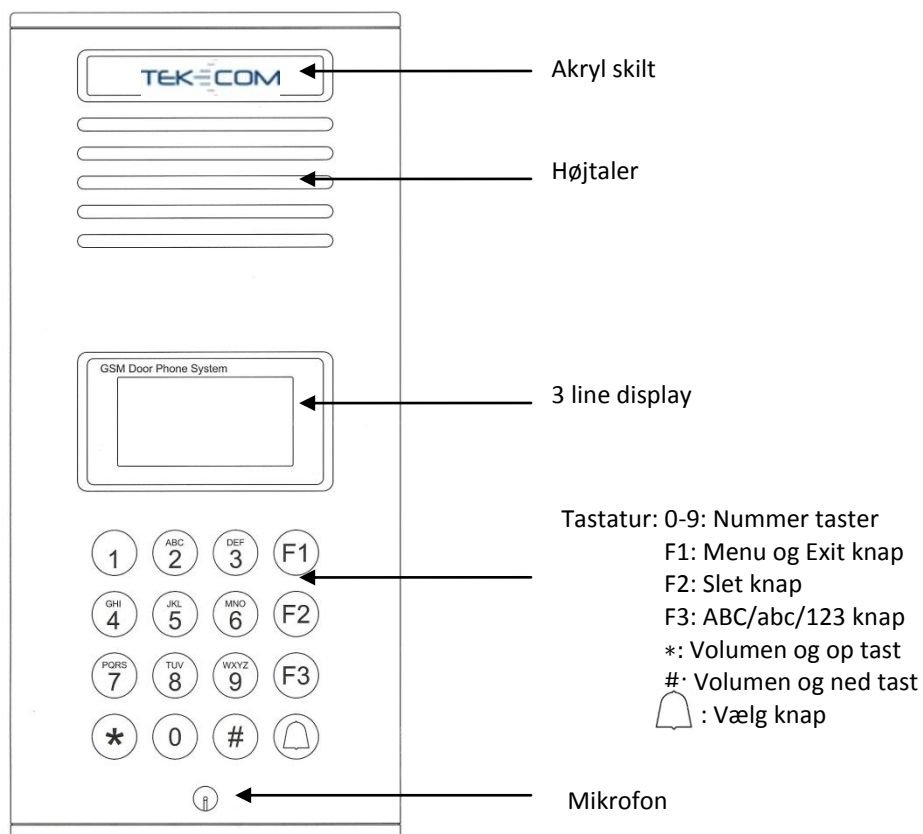 TEK COM
Akryl skilt
Højtaler
GSM Door Phone System
3 line display
Tastatur: 0-9: Nummer taster
F1: Menu og Exit knap
F2: Slet knap
F3: ABC/abc/123 knap
*: Volumen og op tast
#: Volumen og ned tast
: Vælg knap
1 ABC 2 DEF 3 F1
GHI 4 JKL 5 MNO 6 F2
PQRS 7 TUV 8 WXYZ 9 F3
* 0 #
Mikrofon